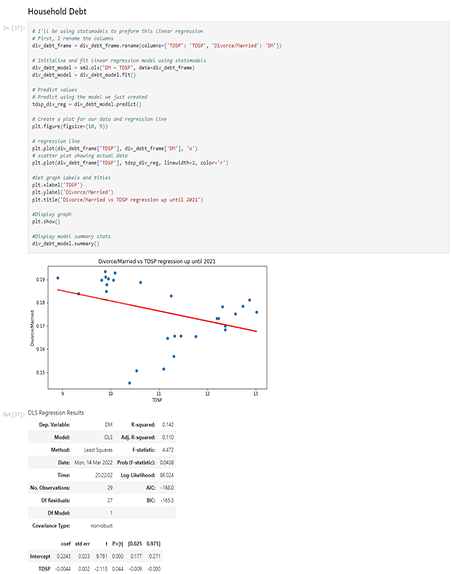 Household Debt
In [37]:
# I'll be using statsmodels to preform this linear regression
# First, I rename the columns
div_debt_frame = div_debt_frame.rename(columns={'TDSP': 'TDSP', 'Divorce/Married': 'DM'})
# Initialise and fit linear regression model using statsmodels
div_debt_model = sm2.ols('DM ~ TDSP', data=div_debt_frame)
div_debt_model = div_debt_model.fit()
# Predict values
# Predict using the model we just created
tdsp_div_reg = div_debt_model.predict()
# Create a plot for our data and regression line
plt.figure(figsize=(10, 5))
# regression line
plt.plot(div_debt_frame["TDSP"], div_debt_frame["DM"], 'o')
# scatter plot showing actual data
plt.plot(div_debt_frame["TDSP"], tdsp_div_reg, linewidth=2, color='r')
#Set graph labels and titles
plt.xlabel('TDSP')
plt.ylabel('Divorce/Married')
plt.title("Divorce/Married vs TDSP regression up until 2021")
#Display graph
plt.show()
#Display model summary stats
div_debt_model.summary()
Divorce/Married vs TDSP regression up until 2021
0.19
0.18
0.17
0.16
0.15
Divorce/Married
9 10 11 12 13
TDSP
Out[37]: OLS Regression Results
Dep. Variable: DM R-squared: 0.142
Model: OLS Adj. R-squared: 0.110
Method: Least Squares F-statistic: 4.472
Date: Mon, 14 Mar 2022 Prob (F-statistic): 0.0438
Time: 20:22:02 Log-Likelihood: 86.024
No. Observations: 29 AIC: -168.0
Df Residuals: 27 BIC: -165.3
Df Model: 1
Covariance Type: nonrobust
coef std err t P>|t| [0.025 0.975]
Intercept 0.2243 0.023 9.781 0.000 0.177 0.271
TDSP -0.0044 0.002 -2.115 0.044 -0.009 -0.000